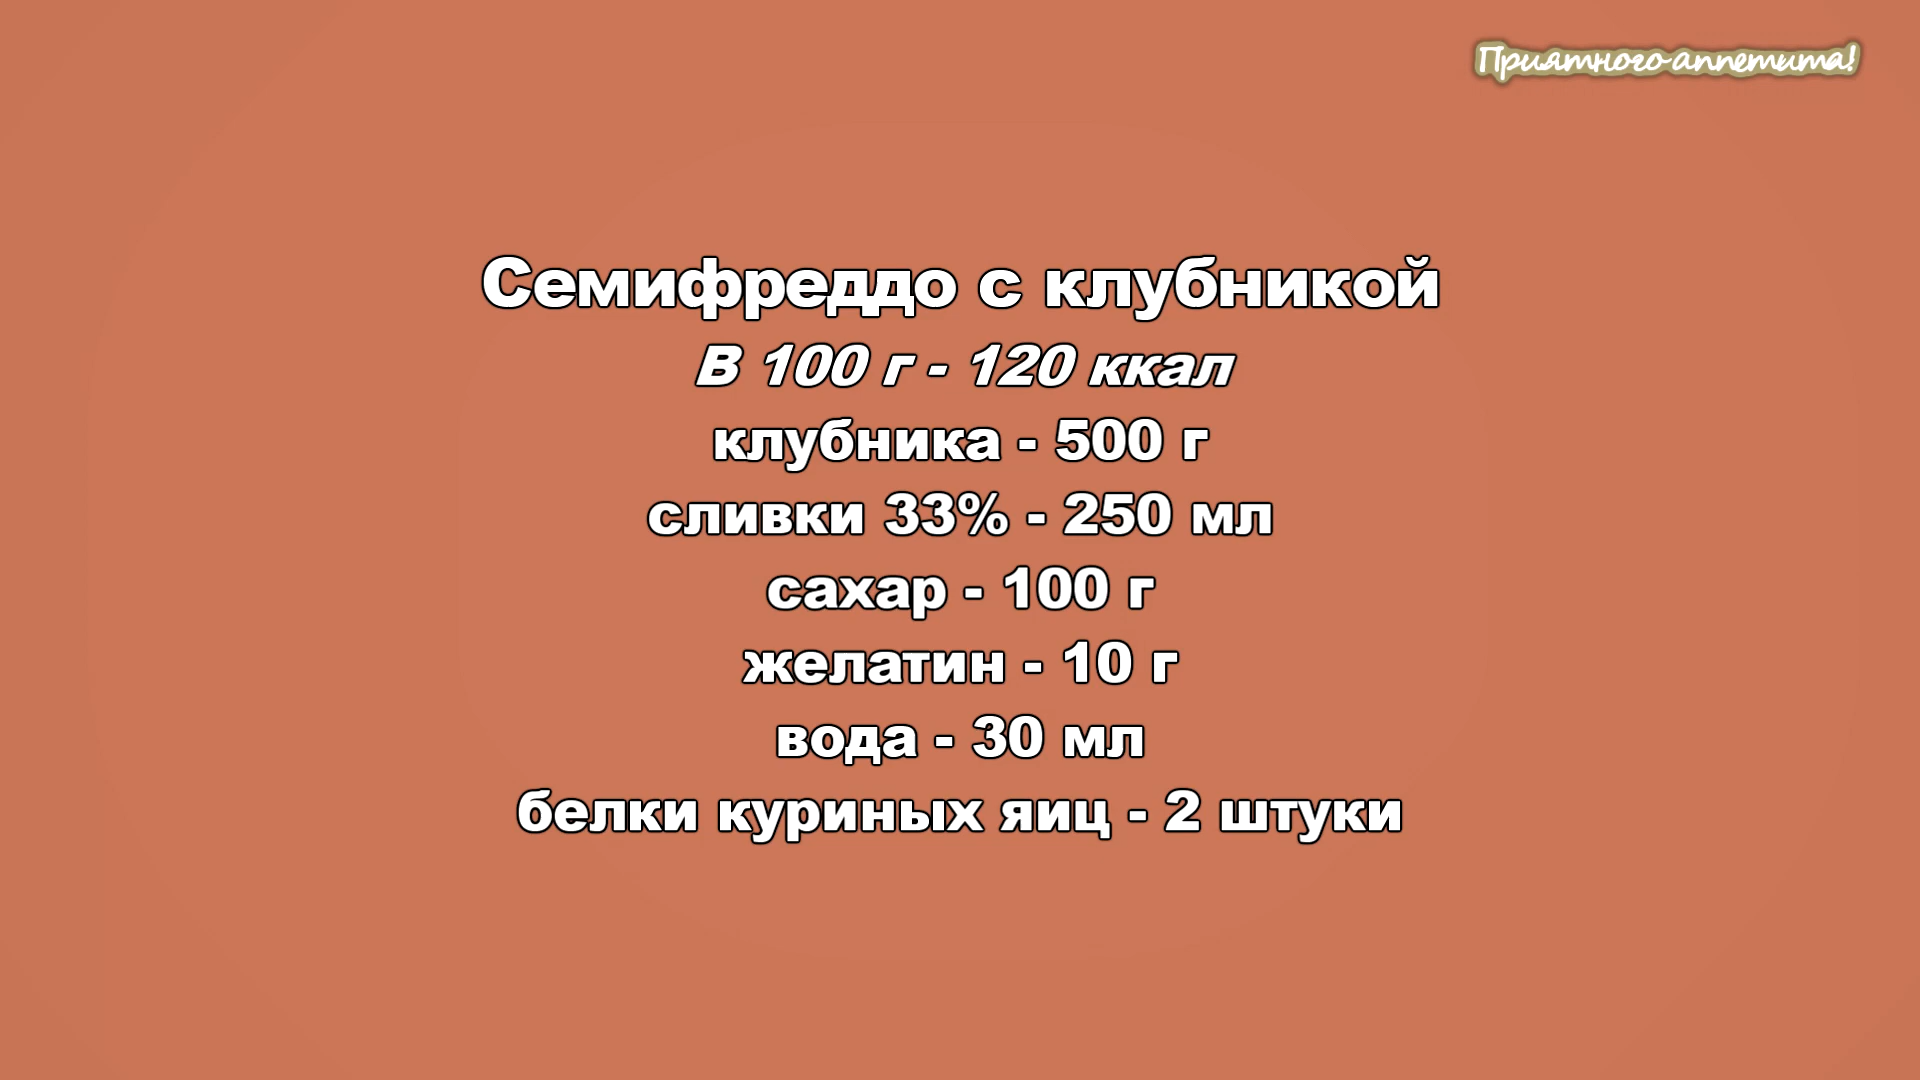 Приятного аппетита!
Семифреддо с клубникой
В 100 г - 120 ккал
клубника - 500 г
сливки 33% - 250 мл
сахар - 100 г
желатин - 10 г
вода - 30 мл
белки куриных яиц - 2 штуки